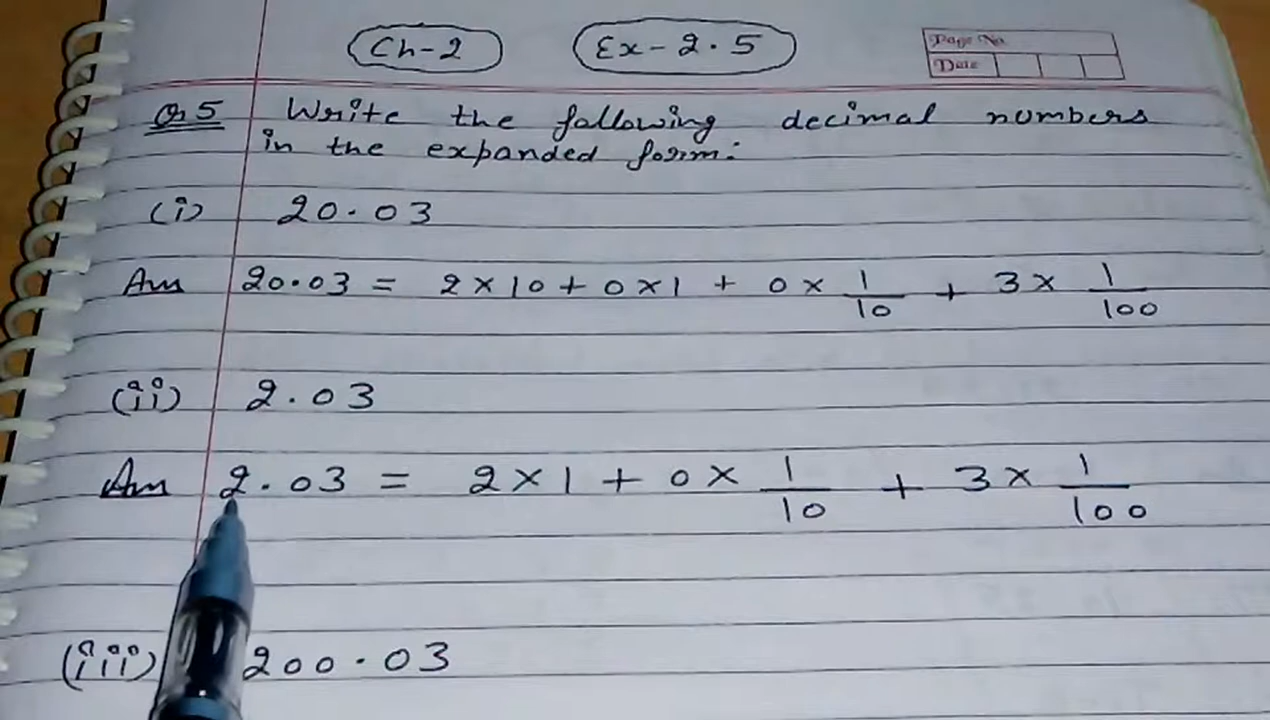 Ch-2 Ex-2.5
Page No.
Date
Q5 Write the following decimal numbers
in the expanded form:
(i) 20.03
Ans 20.03 = 2×10+0×1 + 0× 1/10 + 3× 1/100
(ii) 2.03
Ans 2.03 = 2×1+0× 1/10 + 3× 1/100
(iii) 200.03